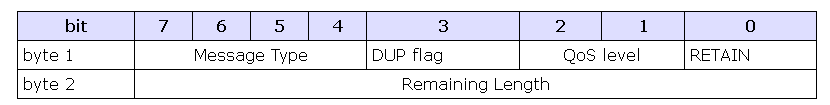 bit 7 6 5 4 3 2 1 0
byte 1 Message Type DUP flag QoS level RETAIN
byte 2 Remaining Length